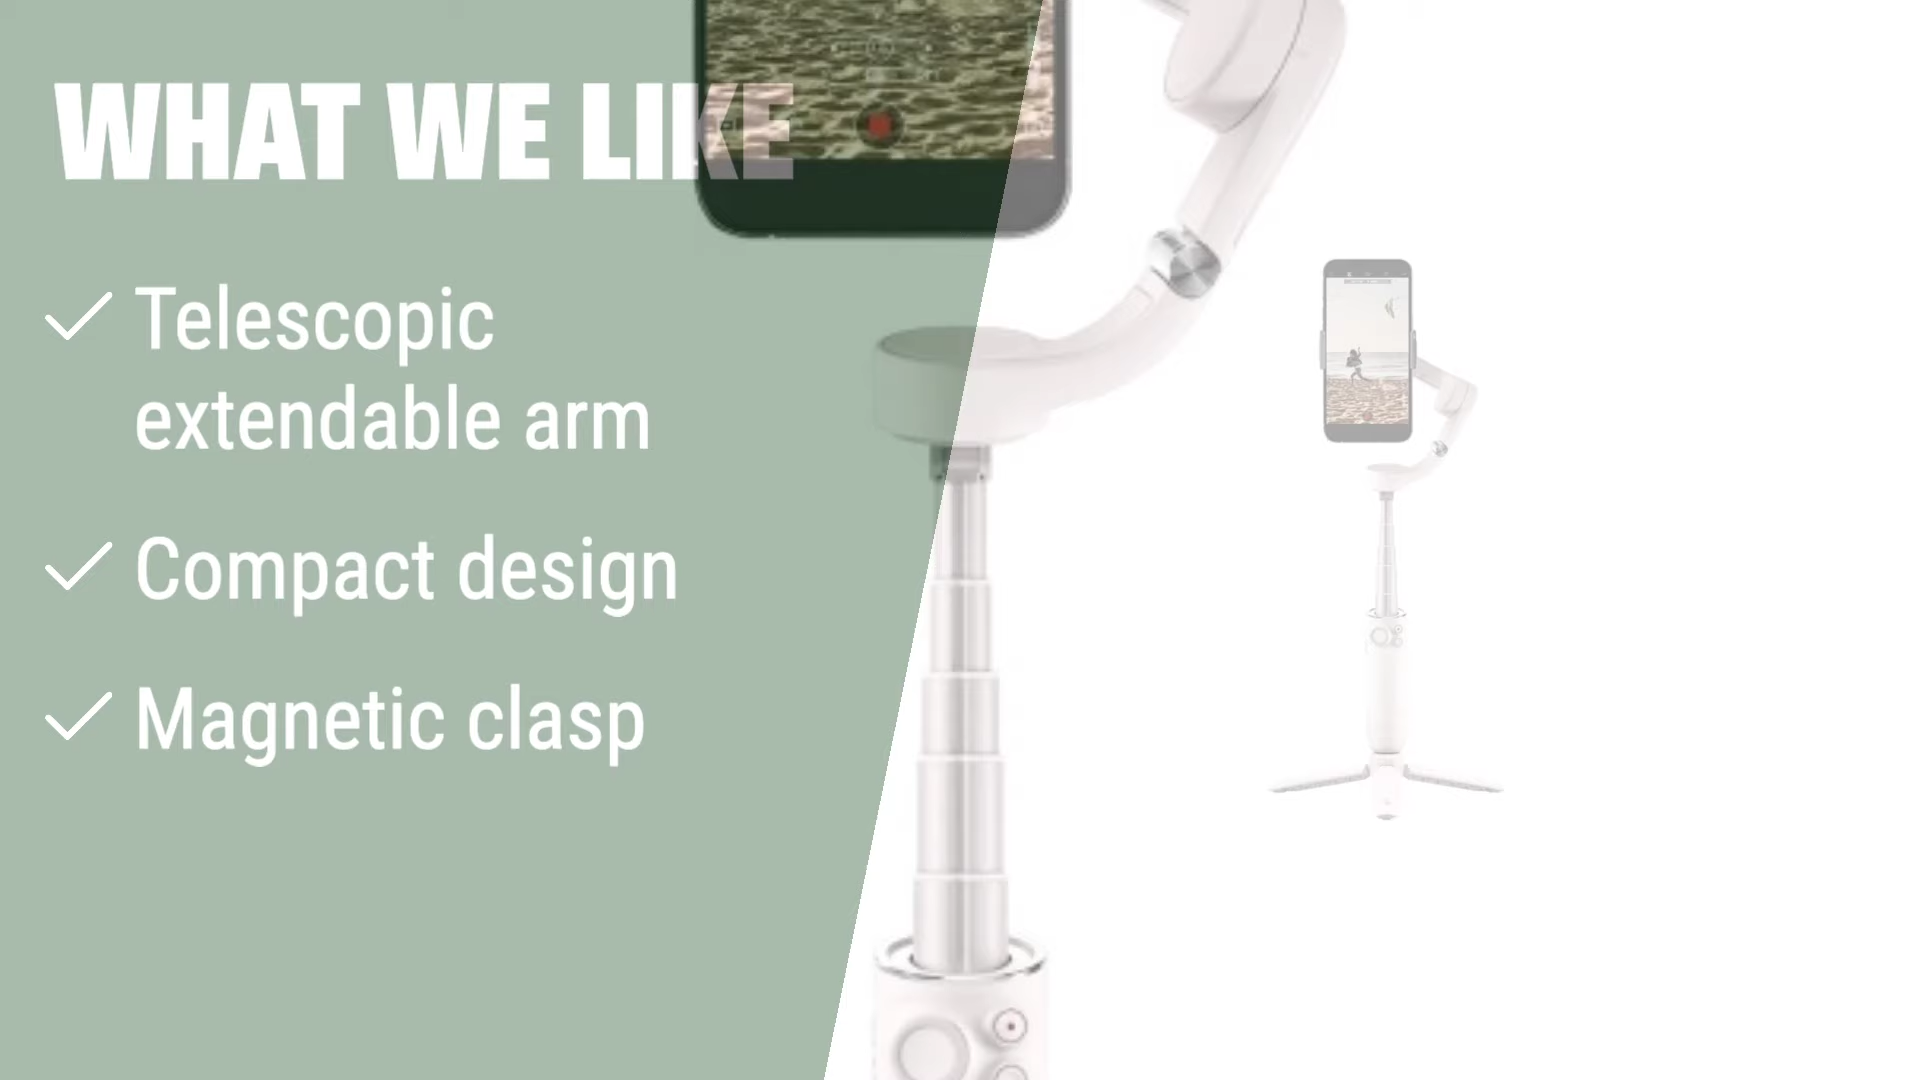 WHAT WE LIKE
Telescopic
extendable arm
Compact design
Magnetic clasp